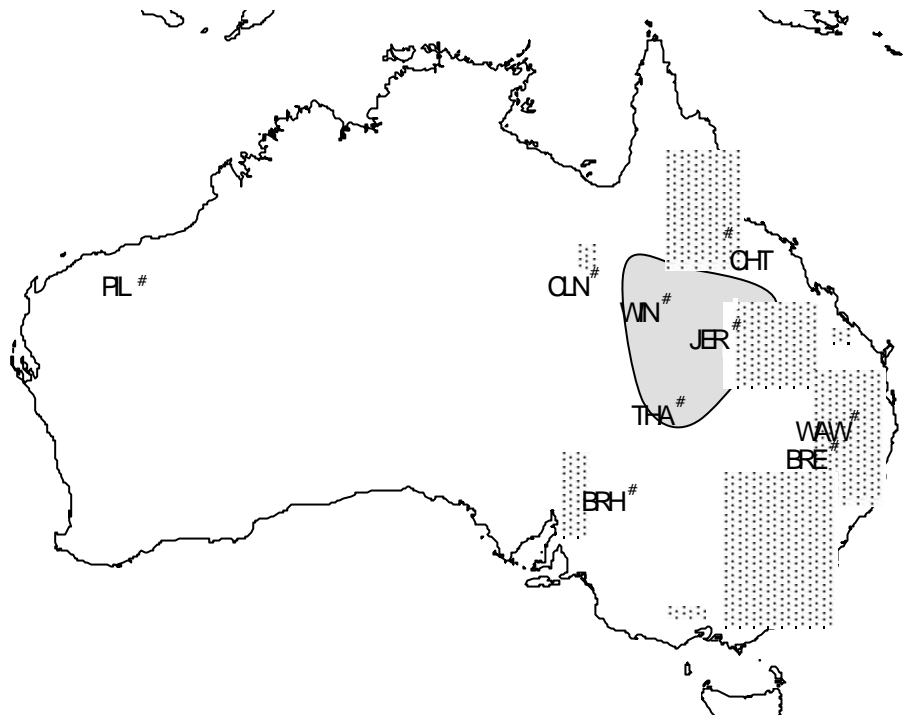 CHT #
PIL #
CLN #
WIN #
JER #
THA #
WAW #
BRE #
BRH #